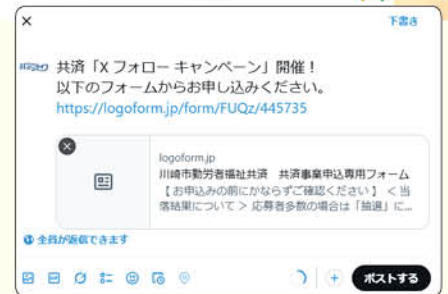 下書き
共済「X フォロー キャンペーン」開催！
以下のフォームからお申し込みください。
https://logoform.jp/form/FUQz/445735
logoform.jp
川崎市勤労者福祉共済 共済事業申込専用フォーム
【 お申込みの前にかならずご確認ください 】 ＜ 当
落結果について ＞ 応募者多数の場合は「抽選」に...
全員が返信できます
ポストする